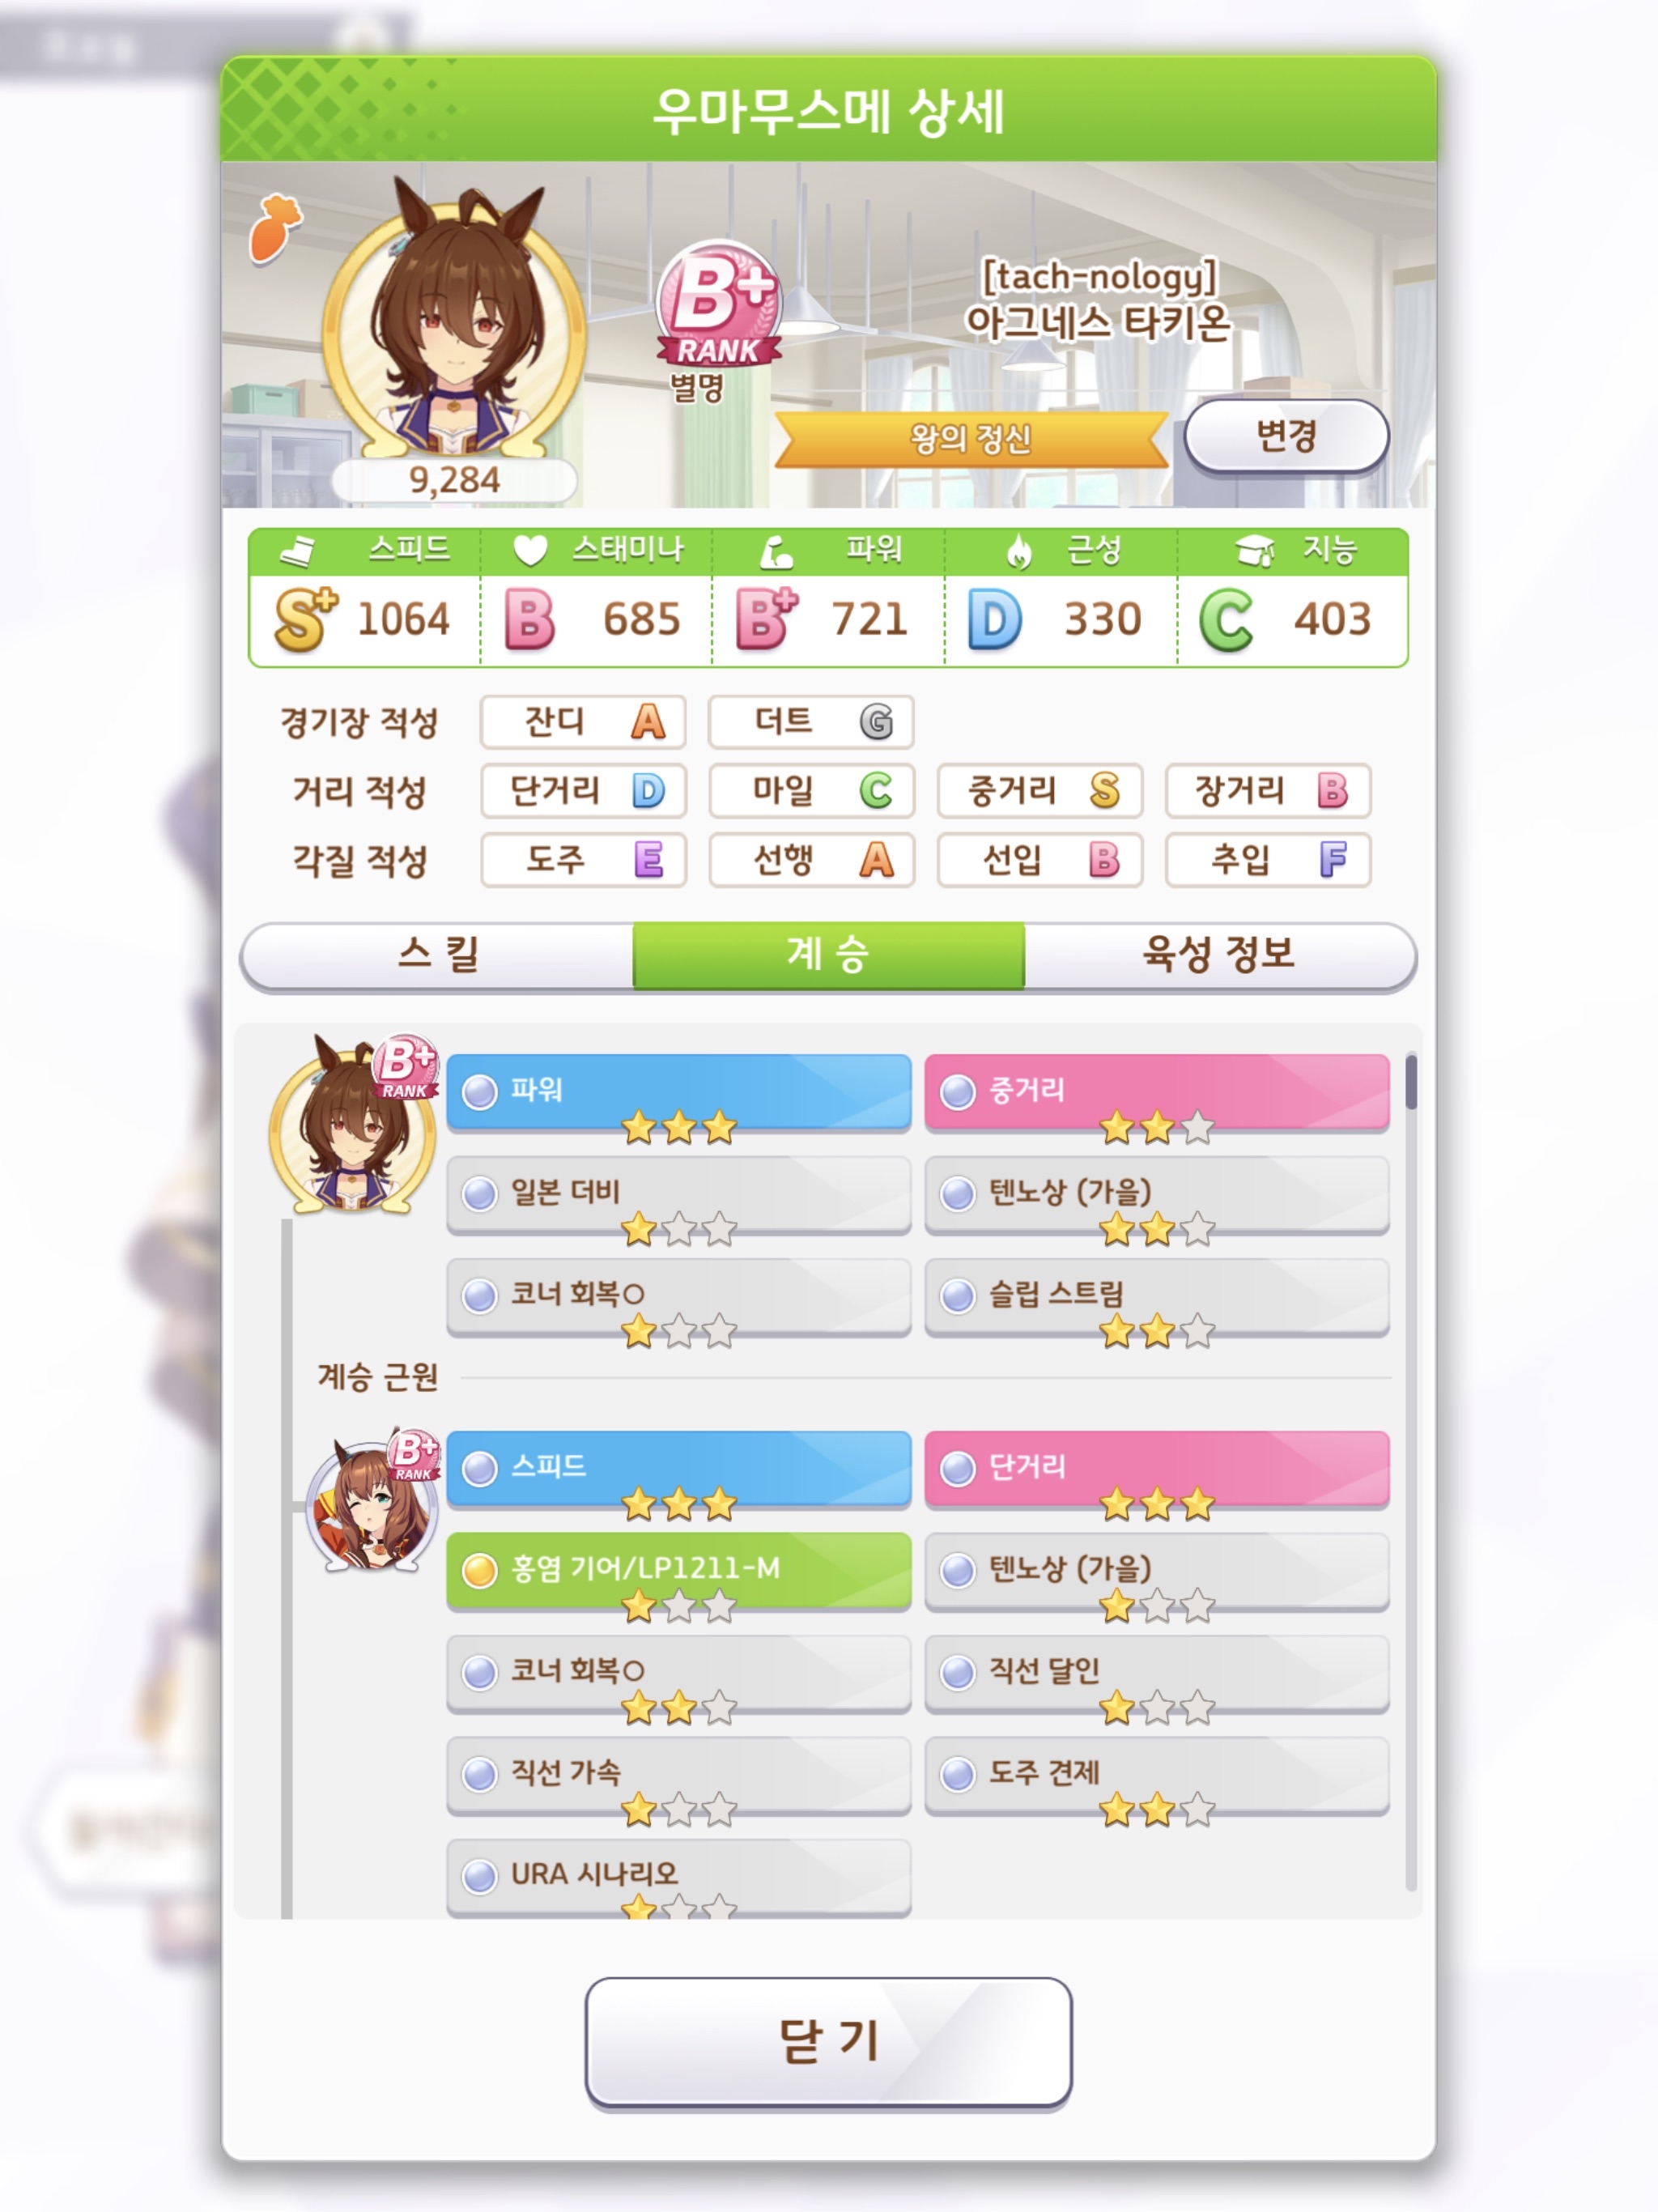 우마무스메 상세
B+
RANK
[tach-nology]
아그네스 타키온
별명
왕의 정신
변경
9,284
스피드 스태미나 파워 근성 지능
S+ 1064 B 685 B+ 721 D 330 C 403
경기장 적성 잔디 A 더트 G
거리 적성 단거리 D 마일 C 중거리 S 장거리 B
각질 적성 도주 E 선행 A 선입 B 추입 F
스킬 계승 육성 정보
B+
RANK
파워 중거리
일본 더비 텐노상 (가을)
코너 회복○ 슬립 스트림
계승 근원
B+
RANK
스피드 단거리
홍염 기어/LP1211-M 텐노상 (가을)
코너 회복○ 직선 달인
직선 가속 도주 견제
URA 시나리오
닫기